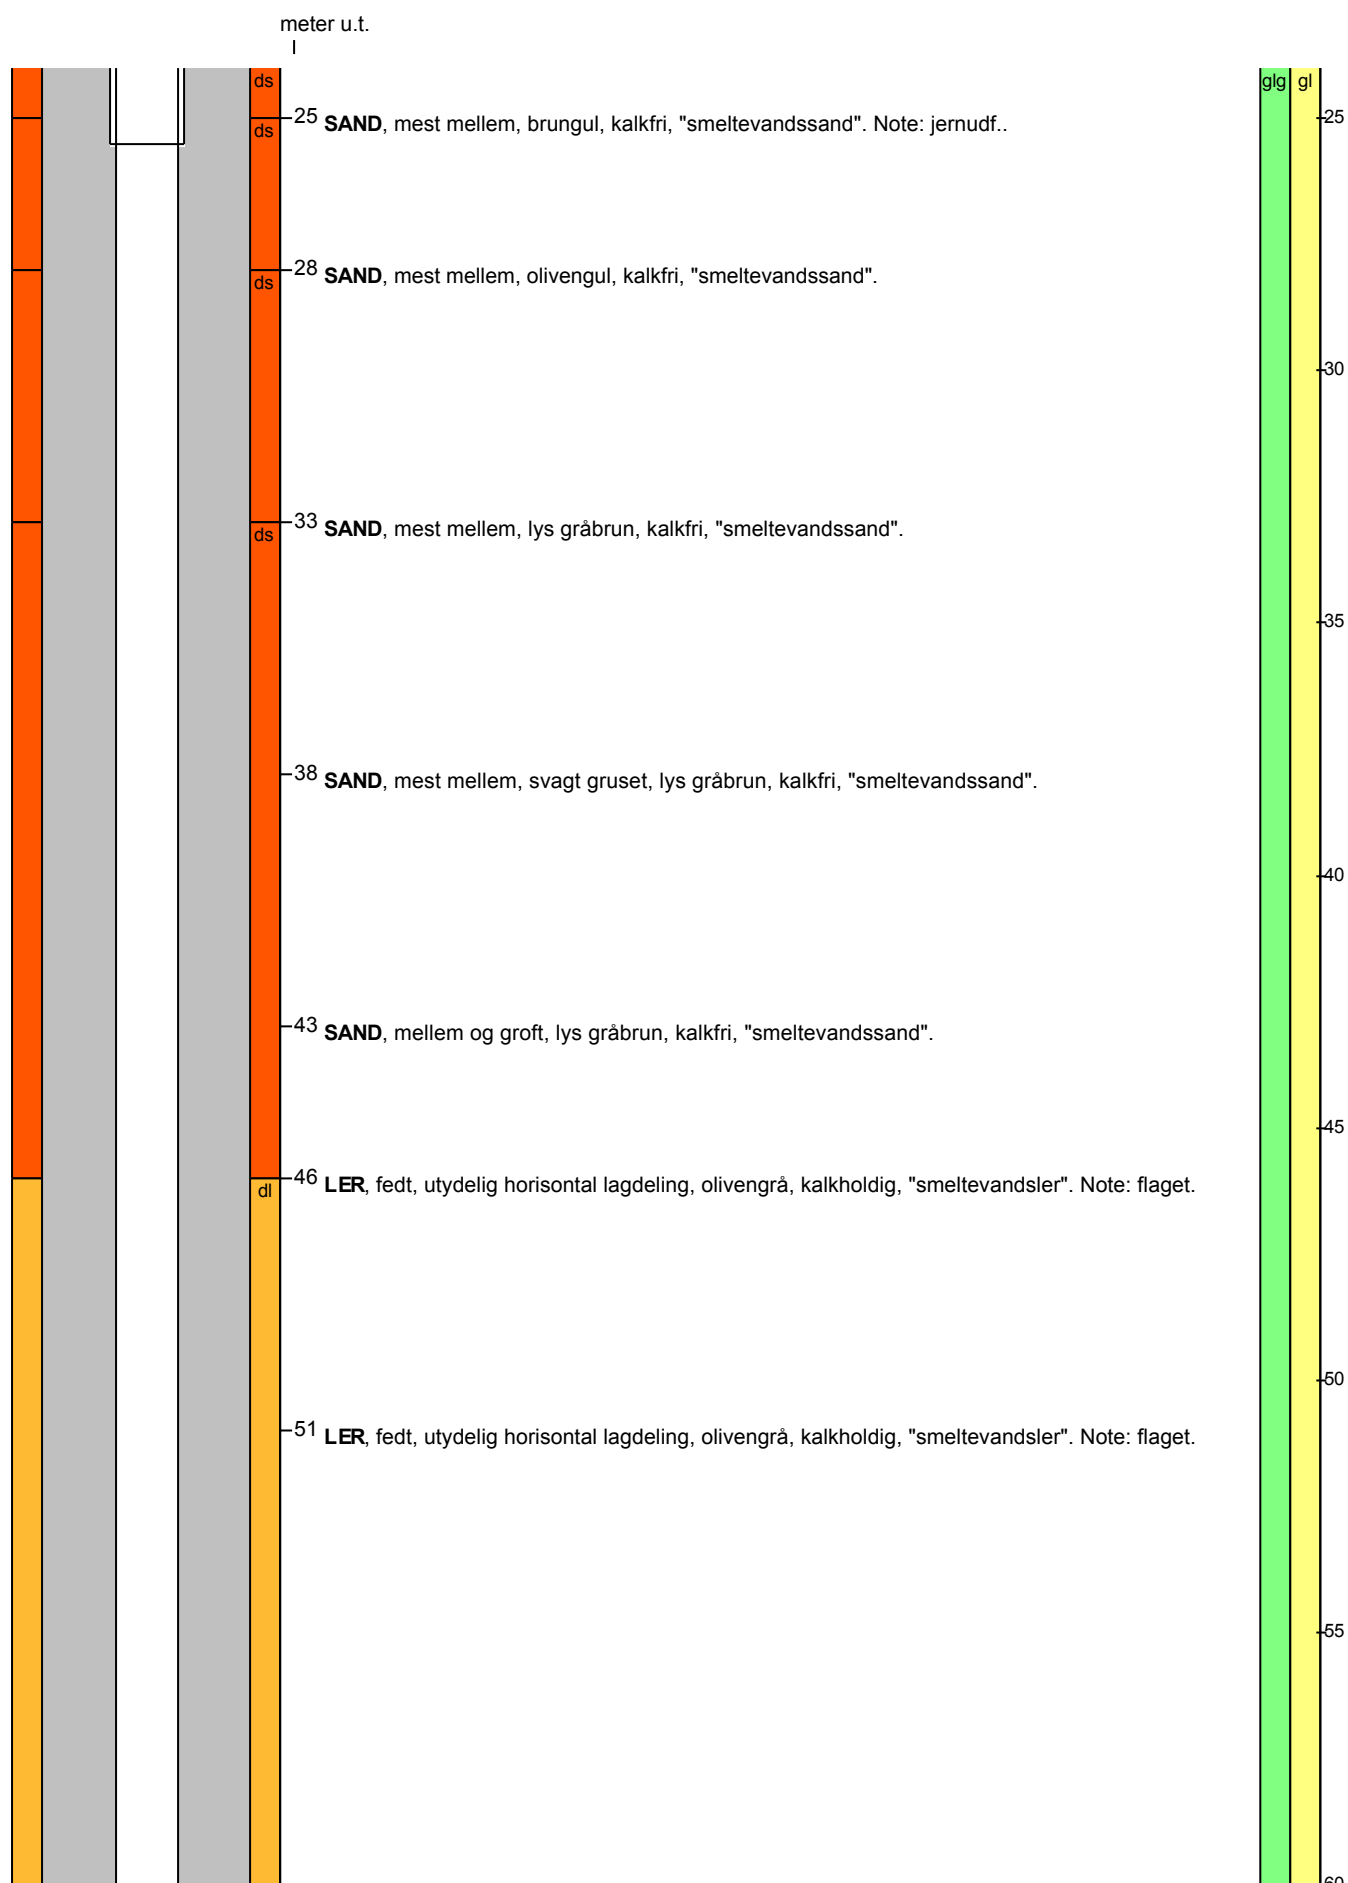 meter u.t.
ds glg gl
25 SAND, mest mellem, brungul, kalkfri, "smeltevandssand". Note: jernudf.. 25
ds
28 SAND, mest mellem, olivengul, kalkfri, "smeltevandssand".
ds
30
33 SAND, mest mellem, lys gråbrun, kalkfri, "smeltevandssand".
ds
35
38 SAND, mest mellem, svagt gruset, lys gråbrun, kalkfri, "smeltevandssand".
40
43 SAND, mellem og groft, lys gråbrun, kalkfri, "smeltevandssand".
45
46 LER, fedt, utydelig horisontal lagdeling, olivengrå, kalkholdig, "smeltevandsler". Note: flaget.
dl
50
51 LER, fedt, utydelig horisontal lagdeling, olivengrå, kalkholdig, "smeltevandsler". Note: flaget.
55
60